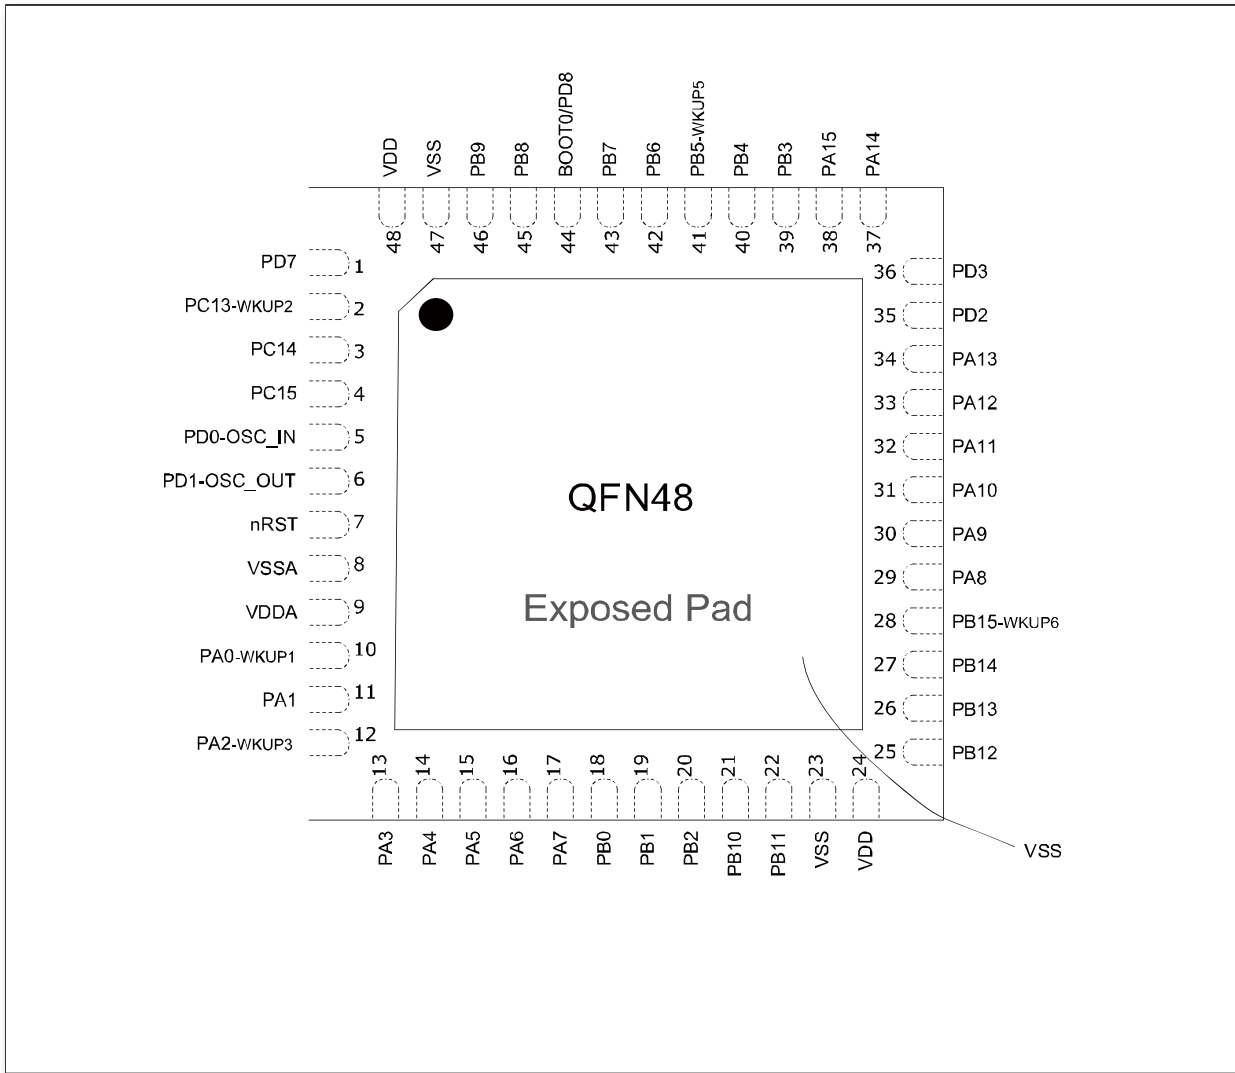 VDD
VSS
PB9
PB8
BOOT0/PD8
PB7
PB6
PB5-WKUP5
PB4
PB3
PA15
PA14
48
47
46
45
44
43
42
41
40
39
38
37
PD7 1
PC13-WKUP2 2
PC14 3
PC15 4
PD0-OSC_IN 5
PD1-OSC_OUT 6
nRST 7
VSSA 8
VDDA 9
PA0-WKUP1 10
PA1 11
PA2-WKUP3 12
36 PD3
35 PD2
34 PA13
33 PA12
32 PA11
31 PA10
30 PA9
29 PA8
28 PB15-WKUP6
27 PB14
26 PB13
25 PB12
QFN48
Exposed Pad
13
14
15
16
17
18
19
20
21
22
23
24
PA3
PA4
PA5
PA6
PA7
PB0
PB1
PB2
PB10
PB11
VSS
VDD
VSS